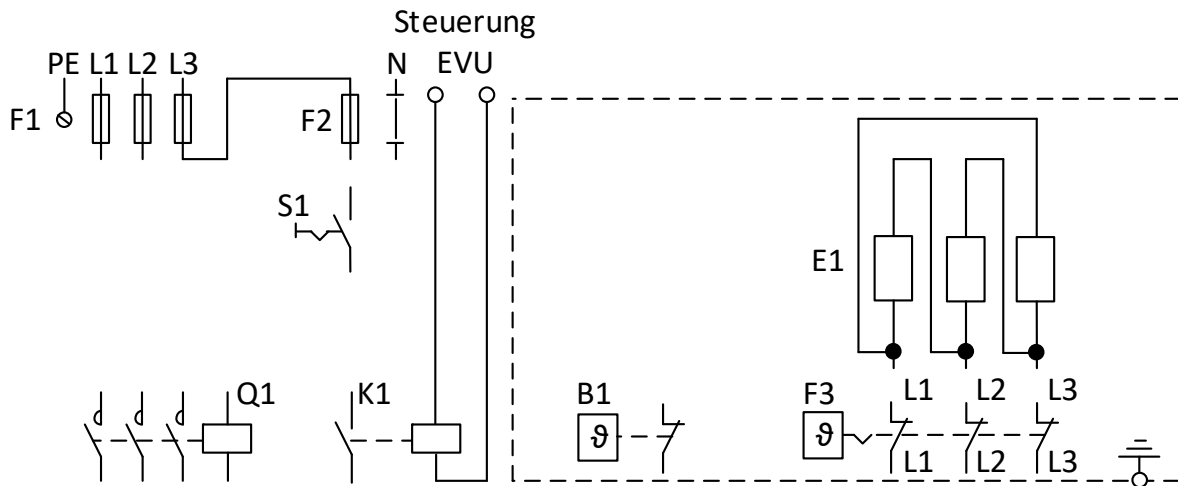 Steuerung
PE L1 L2 L3 N EVU
F1 F2
S1
E1
Q1 K1 B1 F3 L1 L2 L3
ϑ ϑ
L1 L2 L3